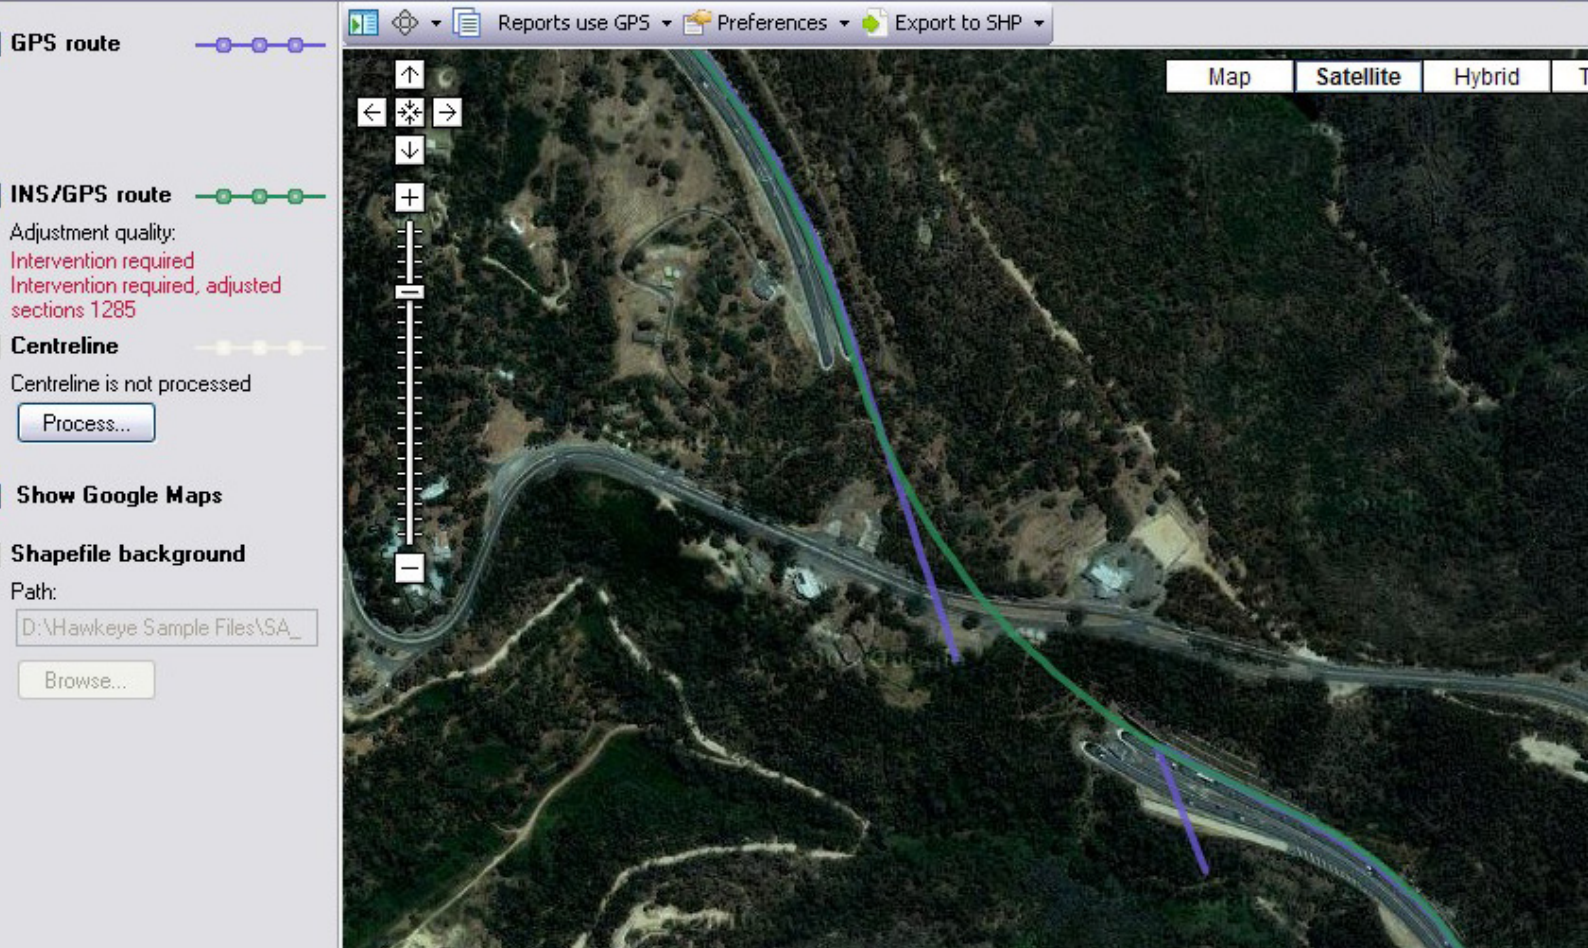 Reports use GPS
Preferences
Export to SHP
GPS route
Map
Satellite
Hybrid
T
INS/GPS route
Adjustment quality:
Intervention required
Intervention required, adjusted
sections 1285
Centreline
Centreline is not processed
Process...
Show Google Maps
Shapefile background
Path:
D:\Hawkeye Sample Files\SA_
Browse...